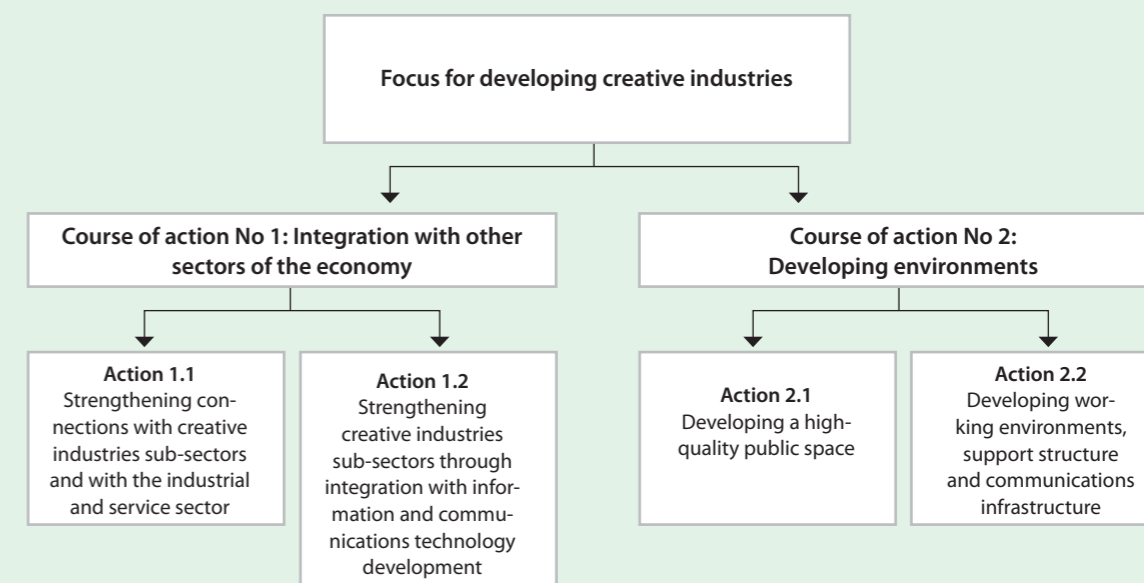 Focus for developing creative industries
Course of action No 1: Integration with other
sectors of the economy
Course of action No 2:
Developing environments
Action 1.1
Strengthening con-
nections with creative
industries sub-sectors
and with the industrial
and service sector
Action 1.2
Strengthening
creative industries
sub-sectors through
integration with infor-
mation and commu-
nications technology
development
Action 2.1
Developing a high-
quality public space
Action 2.2
Developing wor-
king environments,
support structure
and communications
infrastructure